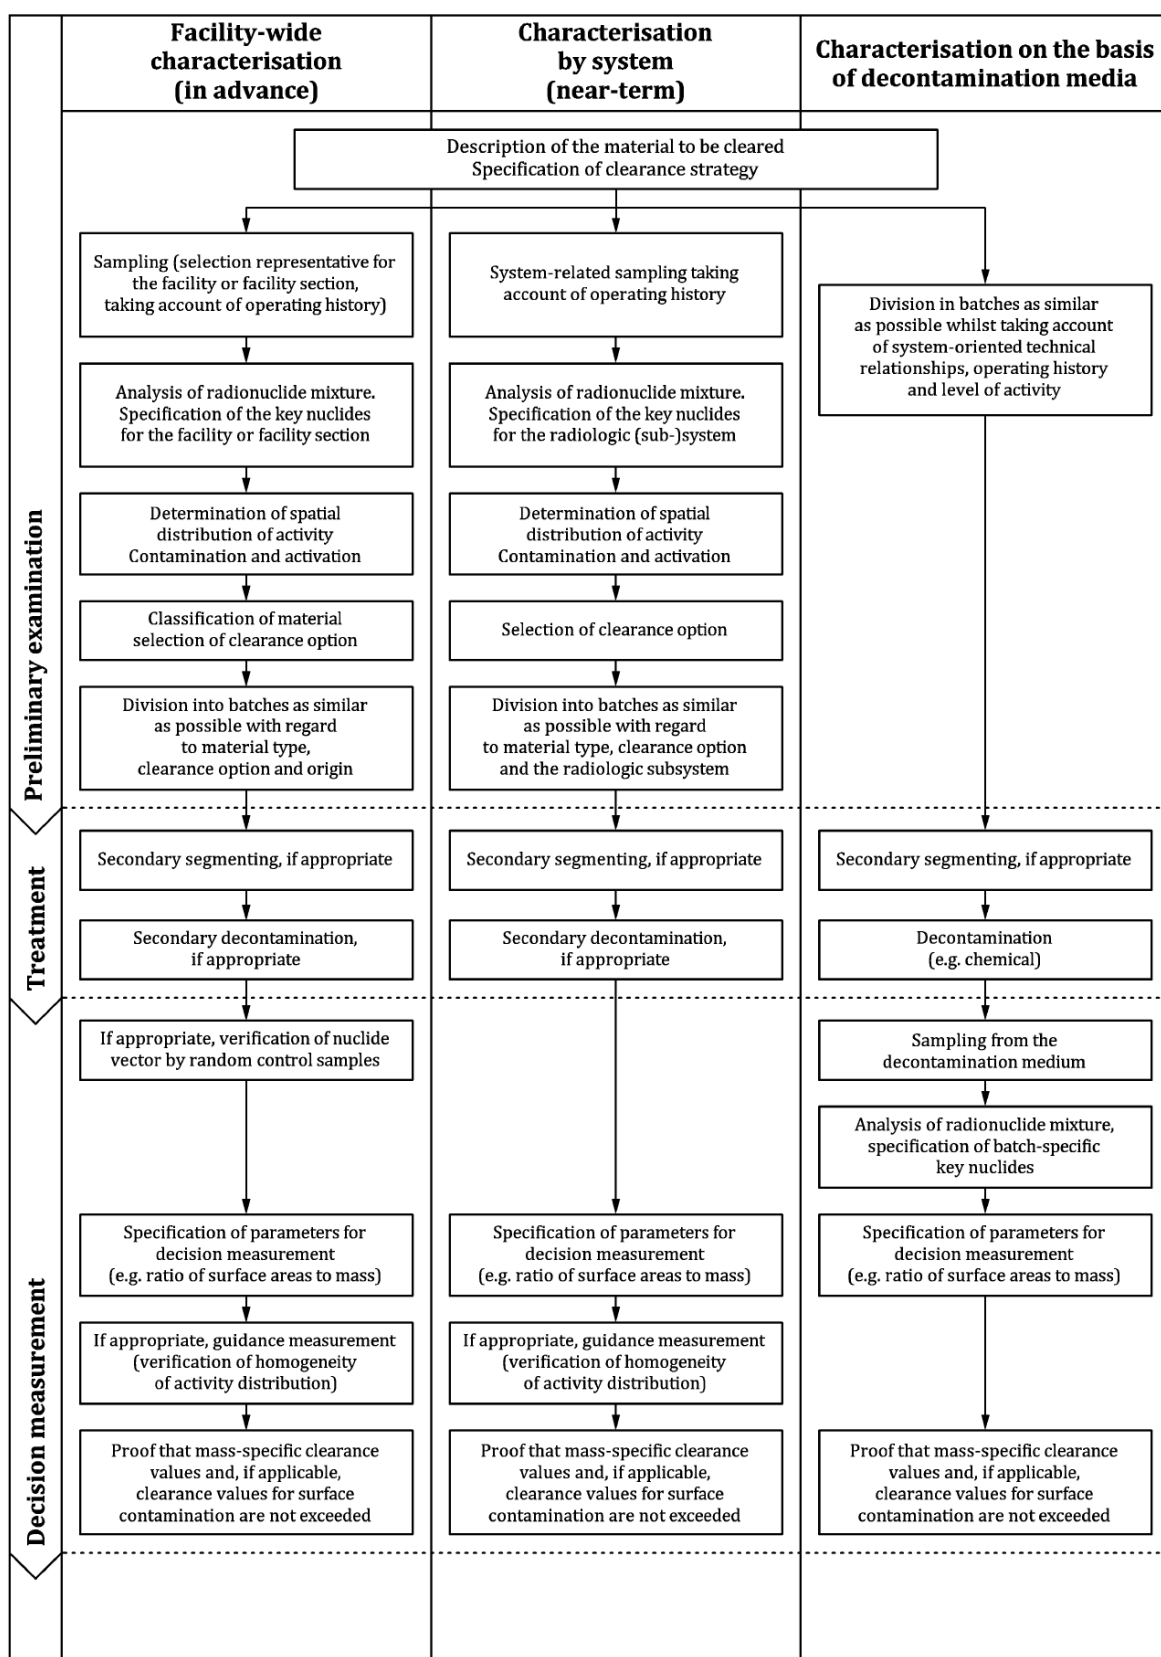 Facility-wide
characterisation
(in advance)
Characterisation
by system
(near-term)
Characterisation on the basis
of decontamination media
Description of the material to be cleared
Specification of clearance strategy
Preliminary examination
Sampling (selection representative for
the facility or facility section,
taking account of operating history)
Analysis of radionuclide mixture.
Specification of the key nuclides
for the facility or facility section
Determination of spatial
distribution of activity
Contamination and activation
Classification of material
selection of clearance option
Division into batches as similar
as possible with regard
to material type,
clearance option and origin
System-related sampling taking
account of operating history
Analysis of radionuclide mixture.
Specification of the key nuclides
for the radiologic (sub-)system
Determination of spatial
distribution of activity
Contamination and activation
Selection of clearance option
Division into batches as similar
as possible with regard
to material type, clearance option
and the radiologic subsystem
Division in batches as similar
as possible whilst taking account
of system-oriented technical
relationships, operating history
and level of activity
Treatment
Secondary segmenting, if appropriate
Secondary decontamination,
if appropriate
Secondary segmenting, if appropriate
Secondary decontamination,
if appropriate
Secondary segmenting, if appropriate
Decontamination
(e.g. chemical)
Decision measurement
If appropriate, verification of nuclide
vector by random control samples
Specification of parameters for
decision measurement
(e.g. ratio of surface areas to mass)
If appropriate, guidance measurement
(verification of homogeneity
of activity distribution)
Proof that mass-specific clearance
values and, if applicable,
clearance values for surface
contamination are not exceeded
Specification of parameters for
decision measurement
(e.g. ratio of surface areas to mass)
If appropriate, guidance measurement
(verification of homogeneity
of activity distribution)
Proof that mass-specific clearance
values and, if applicable,
clearance values for surface
contamination are not exceeded
Sampling from the
decontamination medium
Analysis of radionuclide mixture,
specification of batch-specific
key nuclides
Specification of parameters for
decision measurement
(e.g. ratio of surface areas to mass)
Proof that mass-specific clearance
values and, if applicable,
clearance values for surface
contamination are not exceeded